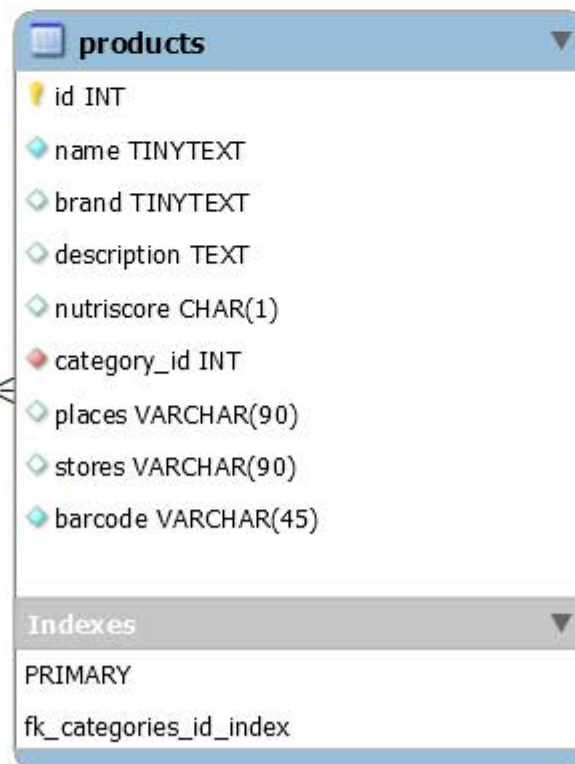 products
id INT
name TINYTEXT
brand TINYTEXT
description TEXT
nutriscore CHAR(1)
category_id INT
places VARCHAR(90)
stores VARCHAR(90)
barcode VARCHAR(45)
Indexes
PRIMARY
fk_categories_id_index